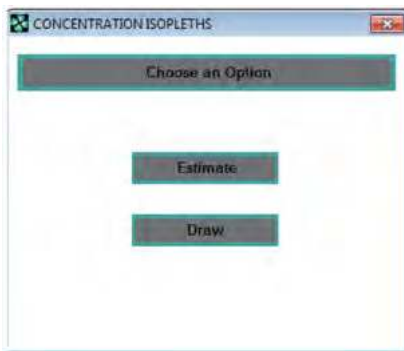 CONCENTRATION ISOPLETHS
Choose an Option
Estimate
Draw